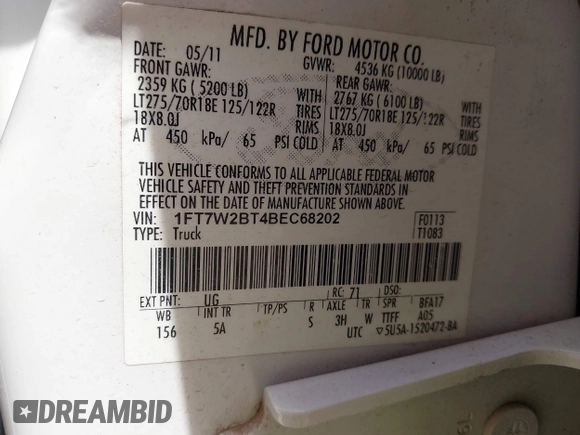 MFD. BY FORD MOTOR CO.
DATE: 05/11 GVWR: 4536 KG (10000 LB)
FRONT GAWR: REAR GAWR:
2359 KG ( 5200 LB) WITH 2767 KG ( 6100 LB) WITH
LT275/70R18E 125/122R TIRES LT275/70R18E 125/122R TIRES
18X8.0J RIMS 18X8.0J RIMS
AT 450 kPa/ 65 PSI COLD AT 450 kPa/ 65 PSI COLD
THIS VEHICLE CONFORMS TO ALL APPLICABLE FEDERAL MOTOR
VEHICLE SAFETY AND THEFT PREVENTION STANDARDS IN
EFFECT ON THE DATE OF MANUFACTURE SHOWN ABOVE.
VIN: 1FT7W2BT4BEC68202 F0113
TYPE: Truck T1083
EXT PNT: UG RC: 71 DSO:
WB INT TR TP/PS R AXLE TR SPR BFA17
156 5A S 3H W TTFF A05
UTC ▽5U5A-1520472-BA
DREAMBID